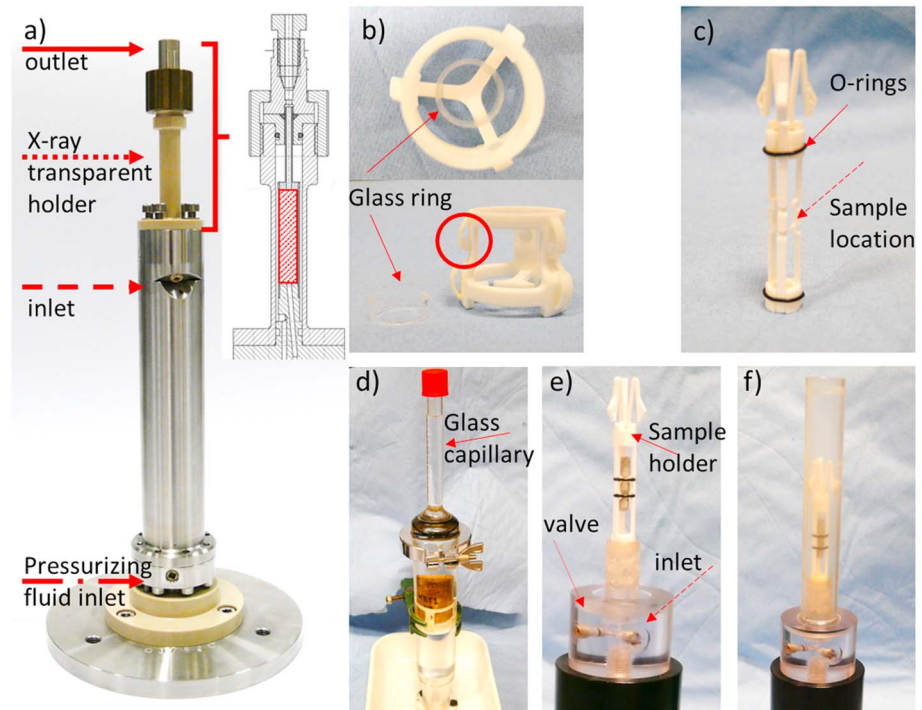 a)
outlet
X-ray
transparent
holder
inlet
Pressurizing
fluid inlet
b)
Glass ring
c)
O-rings
Sample
location
d)
Glass
capillary
e)
Sample
holder
valve
inlet
f)